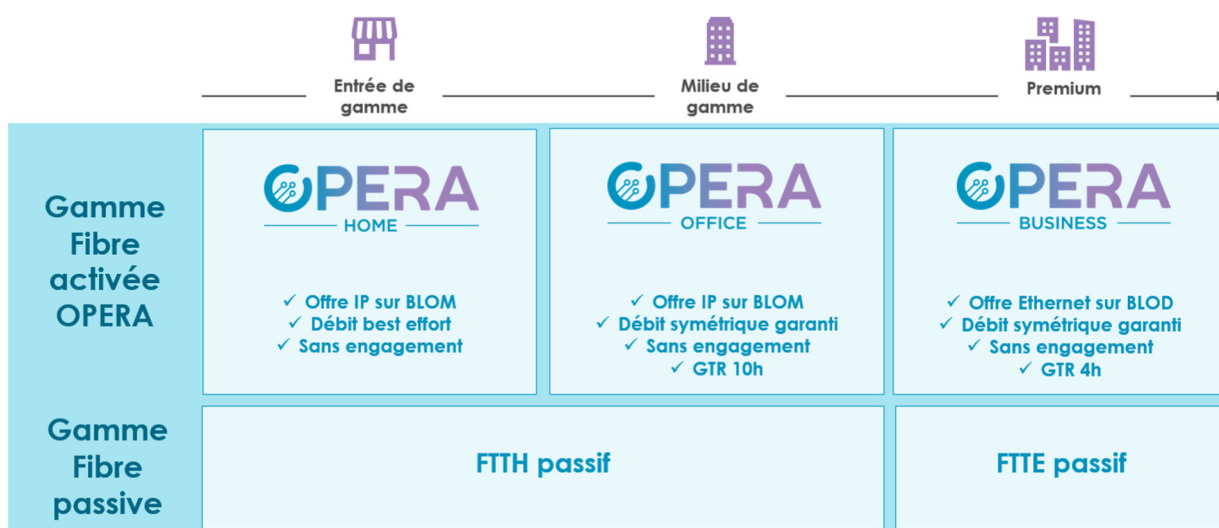 Entrée de
gamme
Milieu de
gamme
Premium
Gamme
Fibre
activée
OPERA
OPERA
HOME
✓ Offre IP sur BLOM
✓ Débit best effort
✓ Sans engagement
OPERA
OFFICE
✓ Offre IP sur BLOM
✓ Débit symétrique garanti
✓ Sans engagement
✓ GTR 10h
OPERA
BUSINESS
✓ Offre Ethernet sur BLOD
✓ Débit symétrique garanti
✓ Sans engagement
✓ GTR 4h
Gamme
Fibre
passive
FTTH passif
FTTE passif